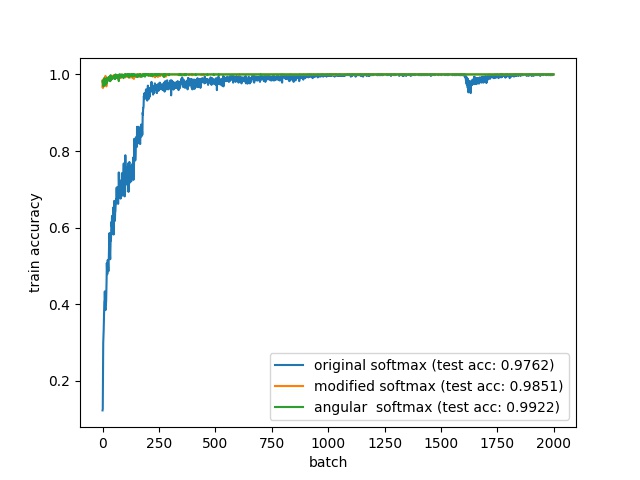 1.0
0.8
0.6
0.4
0.2
train accuracy
original softmax (test acc: 0.9762)
modified softmax (test acc: 0.9851)
angular  softmax (test acc: 0.9922)
0 250 500 750 1000 1250 1500 1750 2000
batch